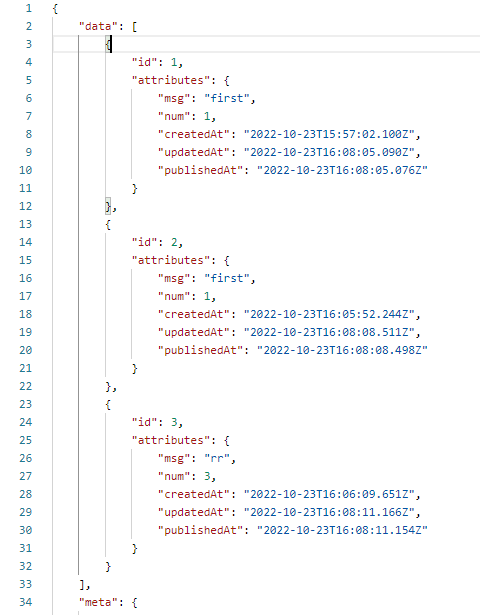 1 {
2     "data": [
3         {
4             "id": 1,
5             "attributes": {
6                 "msg": "first",
7                 "num": 1,
8                 "createdAt": "2022-10-23T15:57:02.100Z",
9                 "updatedAt": "2022-10-23T16:08:05.090Z",
10                 "publishedAt": "2022-10-23T16:08:05.076Z"
11             }
12         },
13         {
14             "id": 2,
15             "attributes": {
16                 "msg": "first",
17                 "num": 1,
18                 "createdAt": "2022-10-23T16:05:52.244Z",
19                 "updatedAt": "2022-10-23T16:08:08.511Z",
20                 "publishedAt": "2022-10-23T16:08:08.498Z"
21             }
22         },
23         {
24             "id": 3,
25             "attributes": {
26                 "msg": "rr",
27                 "num": 3,
28                 "createdAt": "2022-10-23T16:06:09.651Z",
29                 "updatedAt": "2022-10-23T16:08:11.166Z",
30                 "publishedAt": "2022-10-23T16:08:11.154Z"
31             }
32         }
33     ],
34     "meta": {